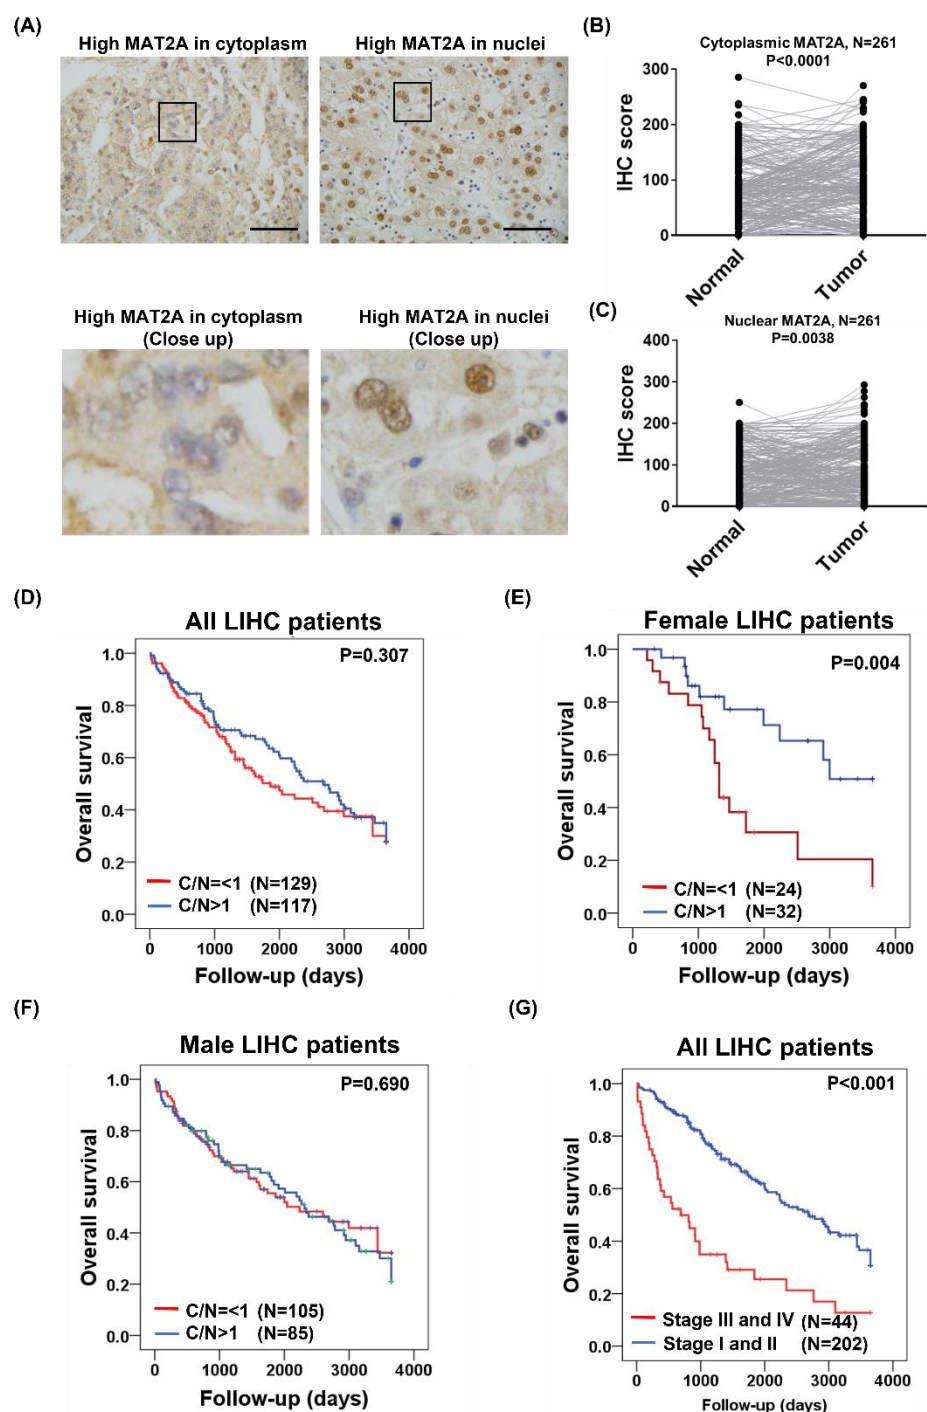 (A)
High MAT2A in cytoplasm
High MAT2A in nuclei
High MAT2A in cytoplasm
(Close up)
High MAT2A in nuclei
(Close up)
(B)
Cytoplasmic MAT2A, N=261
P<0.0001
IHC score
300
200
100
0
Normal
Tumor
(C)
Nuclear MAT2A, N=261
P=0.0038
IHC score
400
300
200
100
0
Normal
Tumor
(D)
All LIHC patients
P=0.307
Overall survival
1.0
0.8
0.6
0.4
0.2
0.0
C/N=<1 (N=129)
C/N>1 (N=117)
0 1000 2000 3000 4000
Follow-up (days)
(E)
Female LIHC patients
P=0.004
Overall survival
1.0
0.8
0.6
0.4
0.2
0.0
C/N=<1 (N=24)
C/N>1 (N=32)
0 1000 2000 3000 4000
Follow-up (days)
(F)
Male LIHC patients
P=0.690
Overall survival
1.0
0.8
0.6
0.4
0.2
0.0
C/N=<1 (N=105)
C/N>1 (N=85)
0 1000 2000 3000 4000
Follow-up (days)
(G)
All LIHC patients
P<0.001
Overall survival
1.0
0.8
0.6
0.4
0.2
0.0
Stage III and IV (N=44)
Stage I and II (N=202)
0 1000 2000 3000 4000
Follow-up (days)